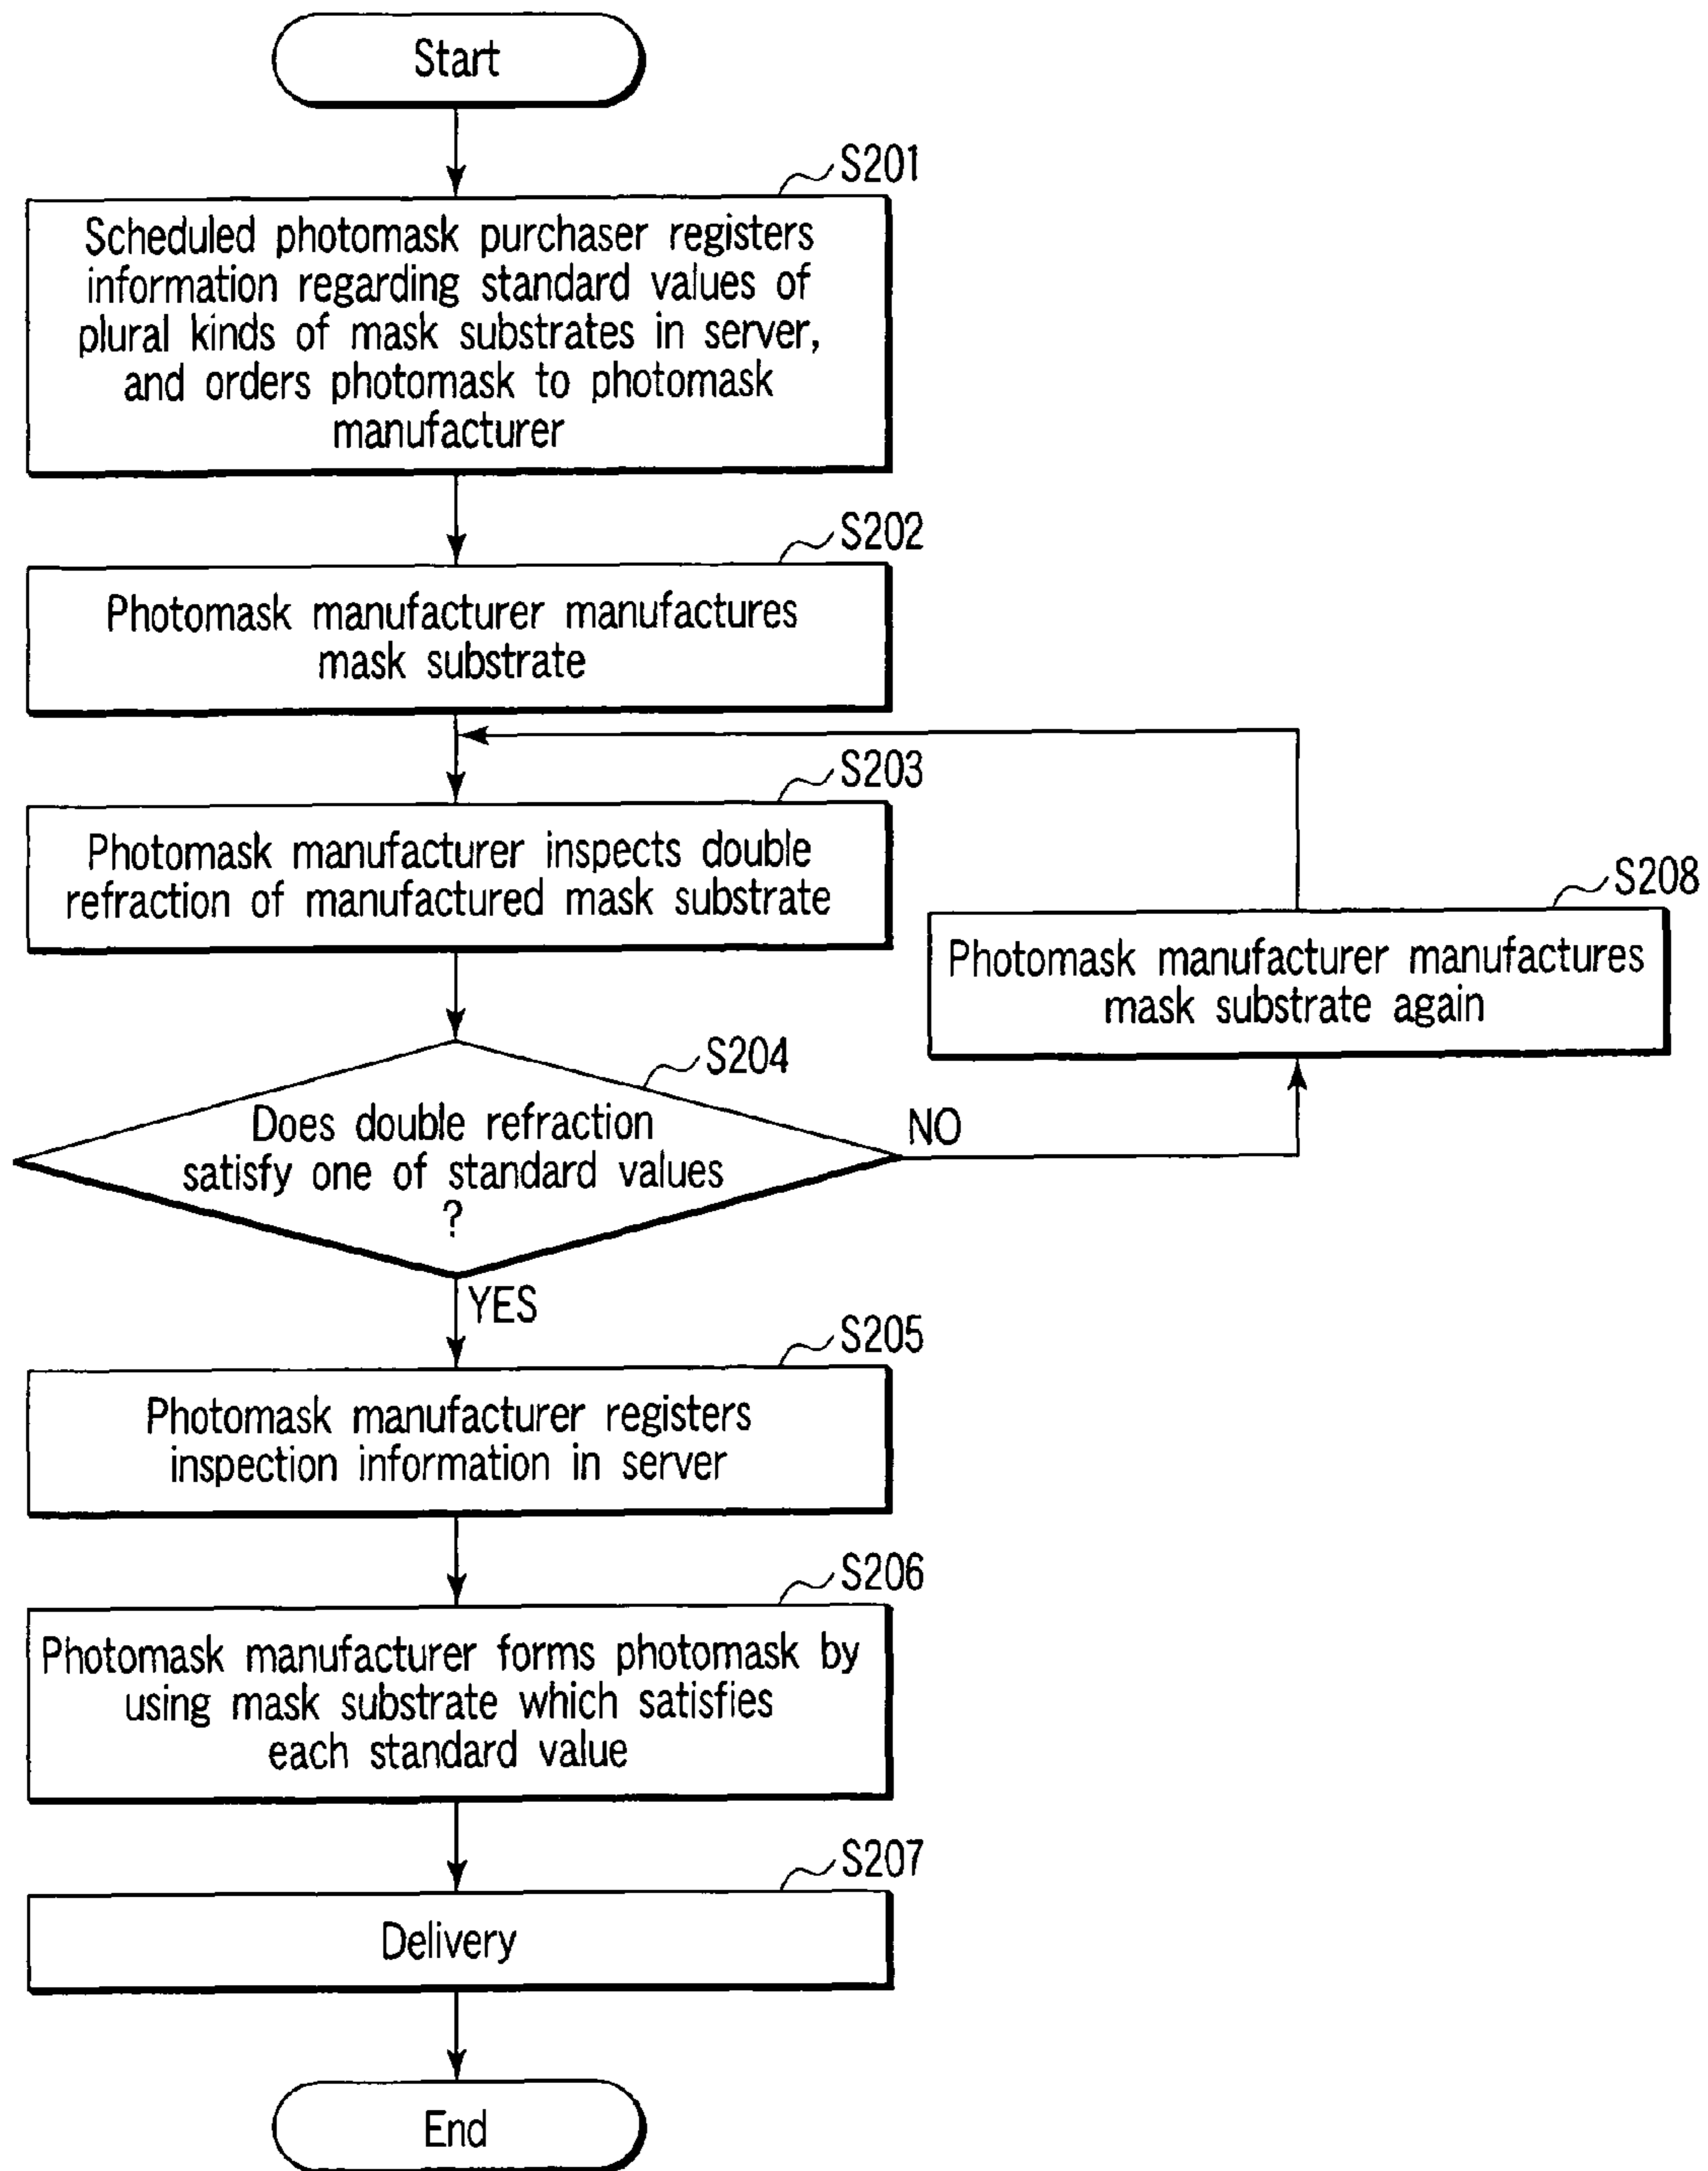 Start
S201
Scheduled photomask purchaser registers
information regarding standard values of
plural kinds of mask substrates in server,
and orders photomask to photomask
manufacturer
S202
Photomask manufacturer manufactures
mask substrate
S203
Photomask manufacturer inspects double
refraction of manufactured mask substrate
S208
Photomask manufacturer manufactures
mask substrate again
S204
Does double refraction
satisfy one of standard values
?
NO
YES
S205
Photomask manufacturer registers
inspection information in server
S206
Photomask manufacturer forms photomask by
using mask substrate which satisfies
each standard value
S207
Delivery
End